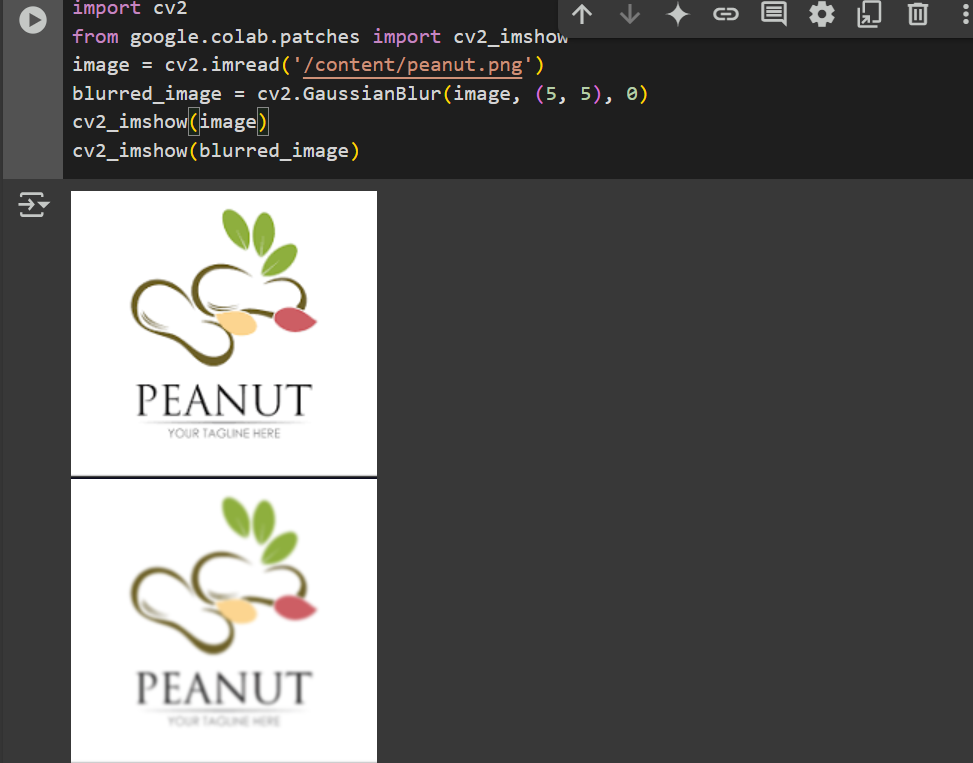 import cv2
from google.colab.patches import cv2_imshow
image = cv2.imread('/content/peanut.png')
blurred_image = cv2.GaussianBlur(image, (5, 5), 0)
cv2_imshow(image)
cv2_imshow(blurred_image)
PEANUT
YOUR TAGLINE HERE
PEANUT
YOUR TAGLINE HERE